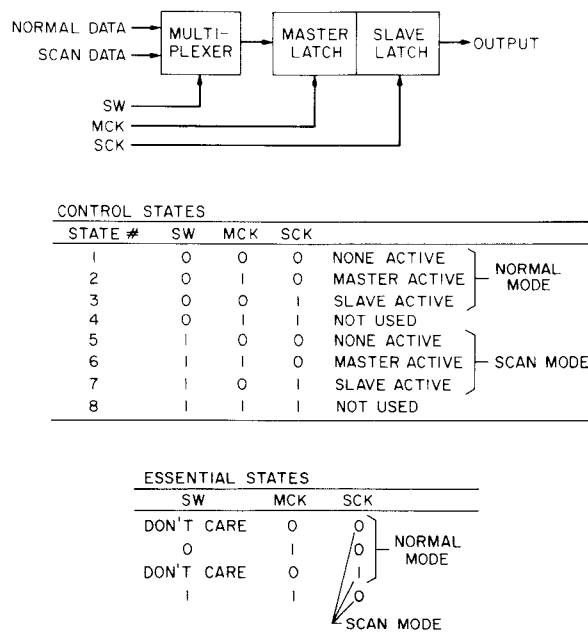 NORMAL DATA
SCAN DATA
MULTI-
PLEXER
MASTER
LATCH
SLAVE
LATCH
OUTPUT
SW
MCK
SCK
CONTROL STATES
STATE # SW MCK SCK
1 0 0 0 NONE ACTIVE
2 0 1 0 MASTER ACTIVE
3 0 0 1 SLAVE ACTIVE
NORMAL
MODE
4 0 1 1 NOT USED
5 1 0 0 NONE ACTIVE
6 1 1 0 MASTER ACTIVE
7 1 0 1 SLAVE ACTIVE
SCAN MODE
8 1 1 1 NOT USED
ESSENTIAL STATES
SW MCK SCK
DON'T CARE 0 0
0 1 0
DON'T CARE 0 1
NORMAL
MODE
1 1 0
SCAN MODE